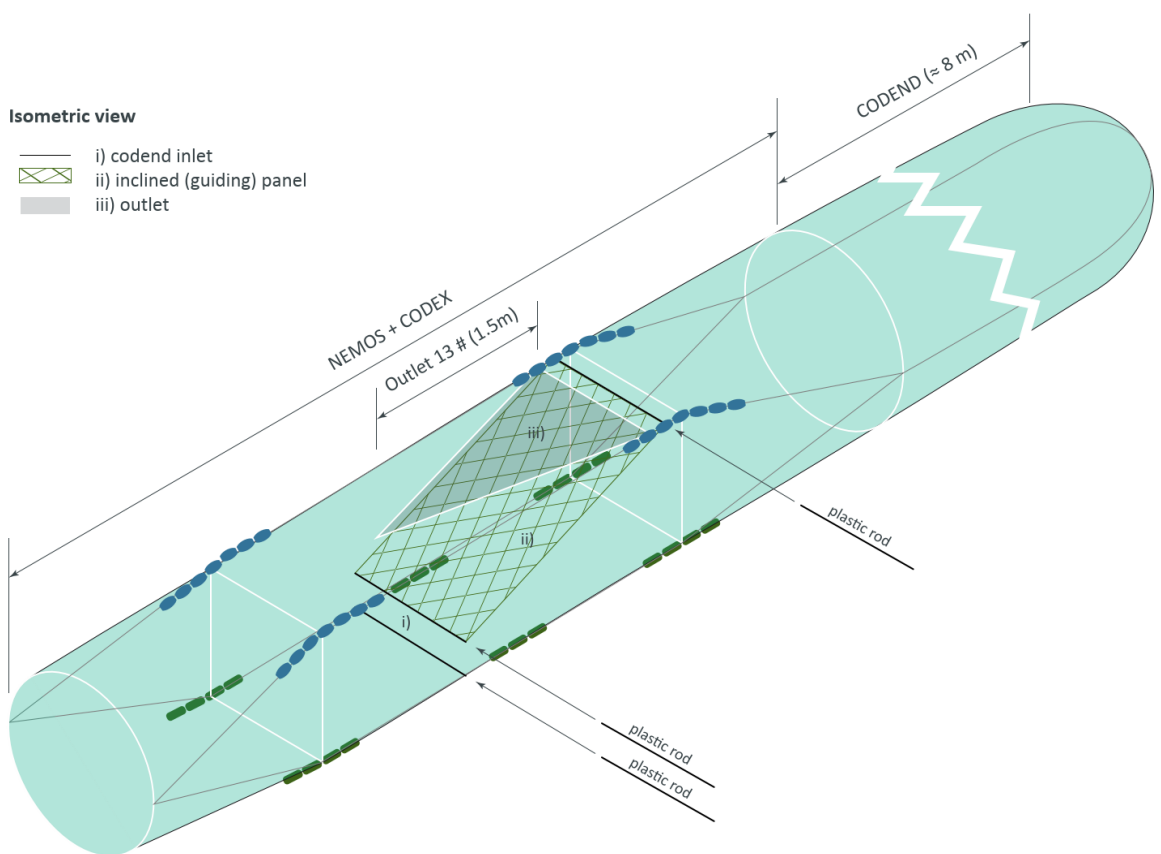 Isometric view
i) codend inlet
ii) inclined (guiding) panel
iii) outlet
CODEND (≈ 8 m)
NEMOS + CODEX
Outlet 13 # (1.5m)
iii)
ii)
i)
plastic rod
plastic rod
plastic rod